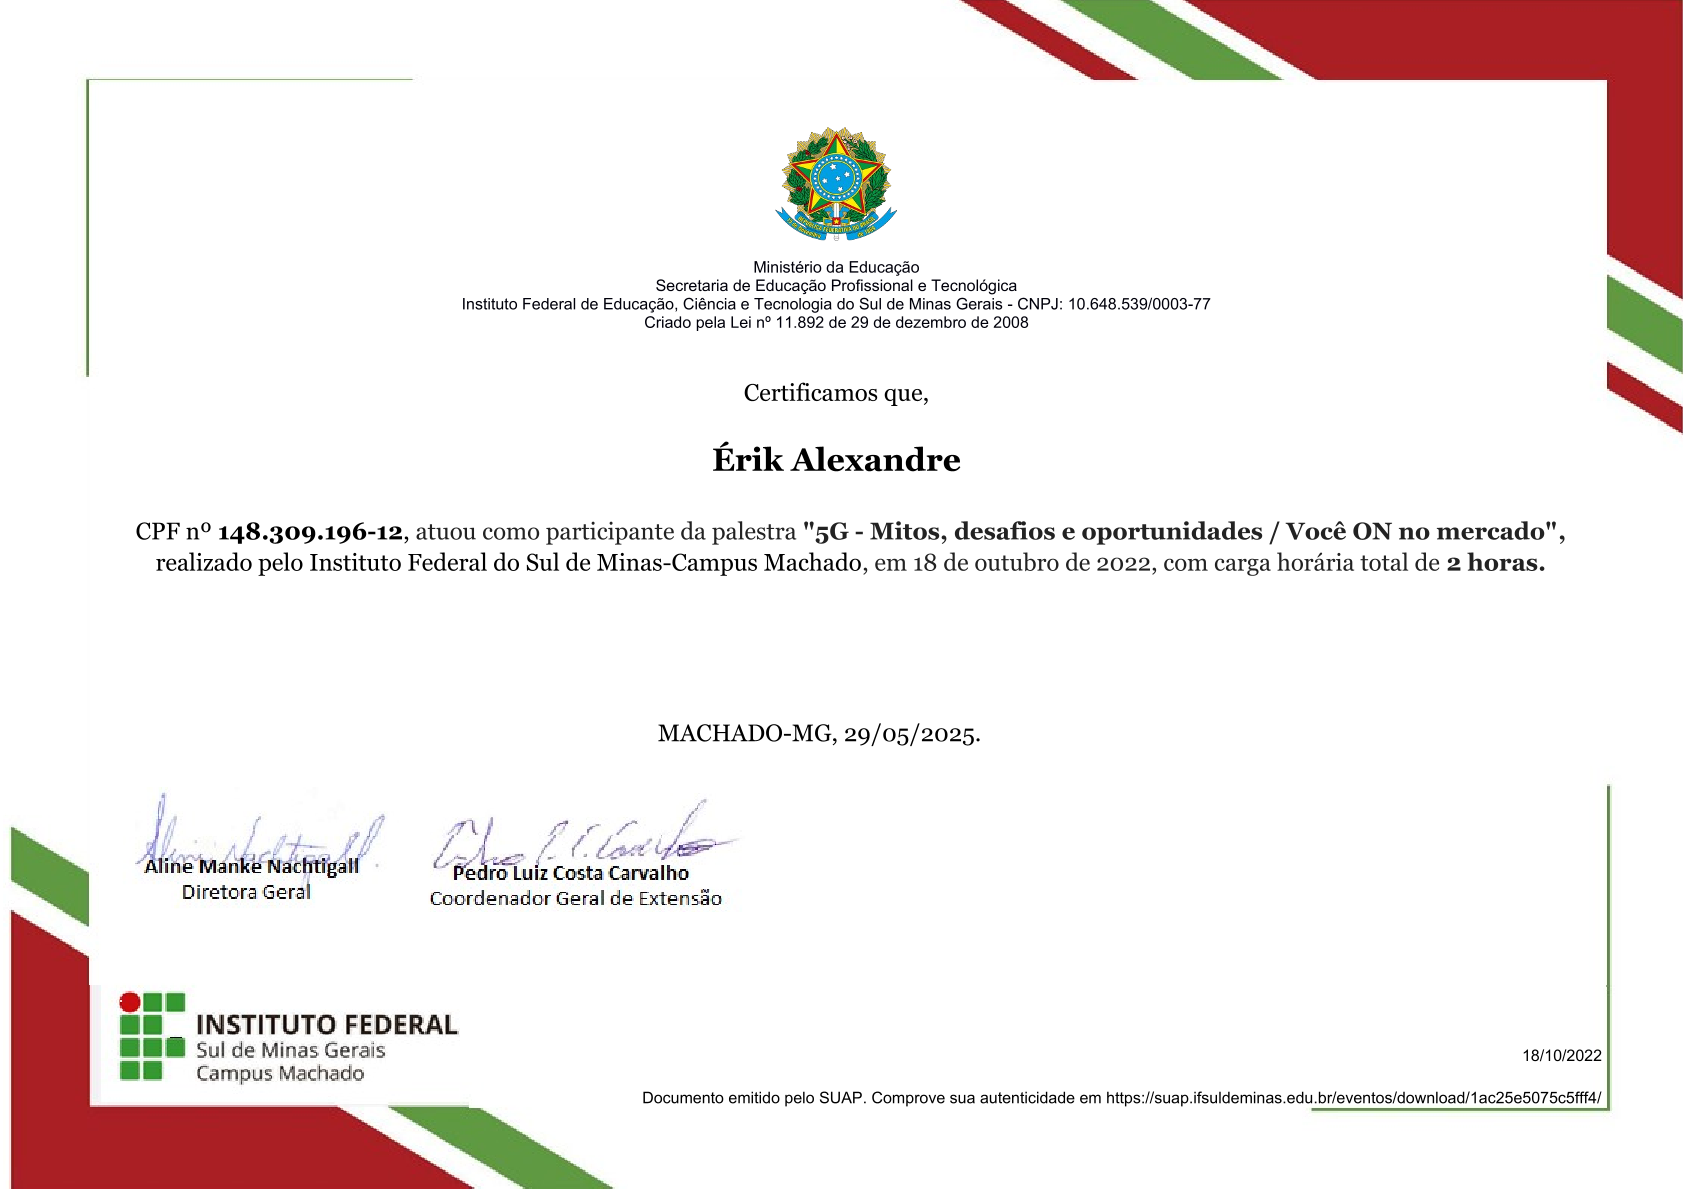 Ministério da Educação
Secretaria de Educação Profissional e Tecnológica
Instituto Federal de Educação, Ciência e Tecnologia do Sul de Minas Gerais - CNPJ: 10.648.539/0003-77
Criado pela Lei nº 11.892 de 29 de dezembro de 2008
Certificamos que,
Érik Alexandre
CPF nº 148.309.196-12, atuou como participante da palestra "5G - Mitos, desafios e oportunidades / Você ON no mercado",
realizado pelo Instituto Federal do Sul de Minas-Campus Machado, em 18 de outubro de 2022, com carga horária total de 2 horas.
MACHADO-MG, 29/05/2025.
Aline Nachtigall
Aline Manke Nachtigall
Diretora Geral
Pedro Luiz Costa Carvalho
Coordenador Geral de Extensão
INSTITUTO FEDERAL
Sul de Minas Gerais
Campus Machado
18/10/2022
Documento emitido pelo SUAP. Comprove sua autenticidade em https://suap.ifsuldeminas.edu.br/eventos/download/1ac25e5075c5fff4/